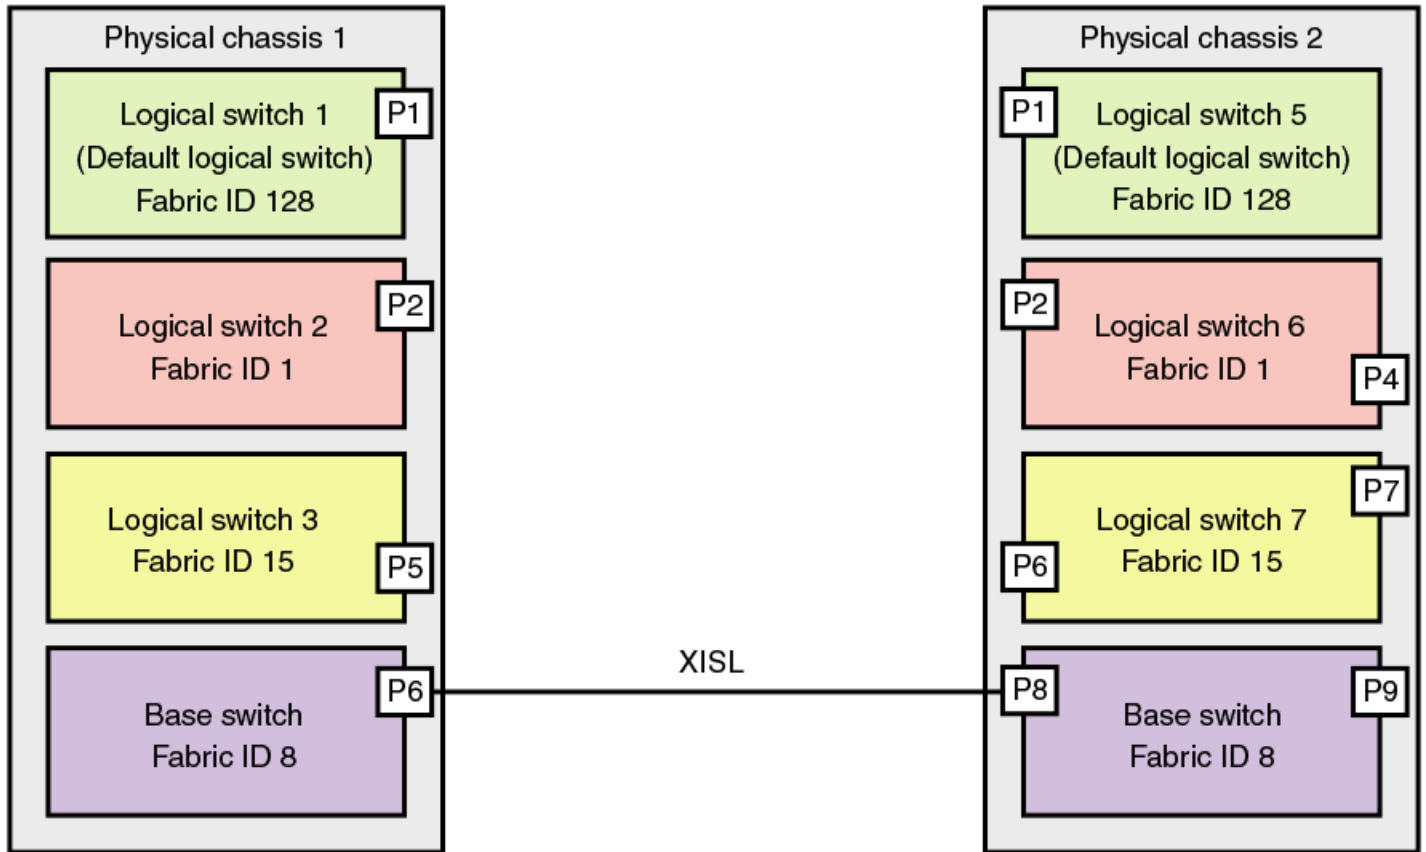 Physical chassis 1
Logical switch 1
(Default logical switch)
Fabric ID 128
P1
Logical switch 2
Fabric ID 1
P2
Logical switch 3
Fabric ID 15
P5
Base switch
Fabric ID 8
P6
XISL
Physical chassis 2
P1
Logical switch 5
(Default logical switch)
Fabric ID 128
P2
Logical switch 6
Fabric ID 1
P4
P7
Logical switch 7
Fabric ID 15
P6
P8
Base switch
Fabric ID 8
P9